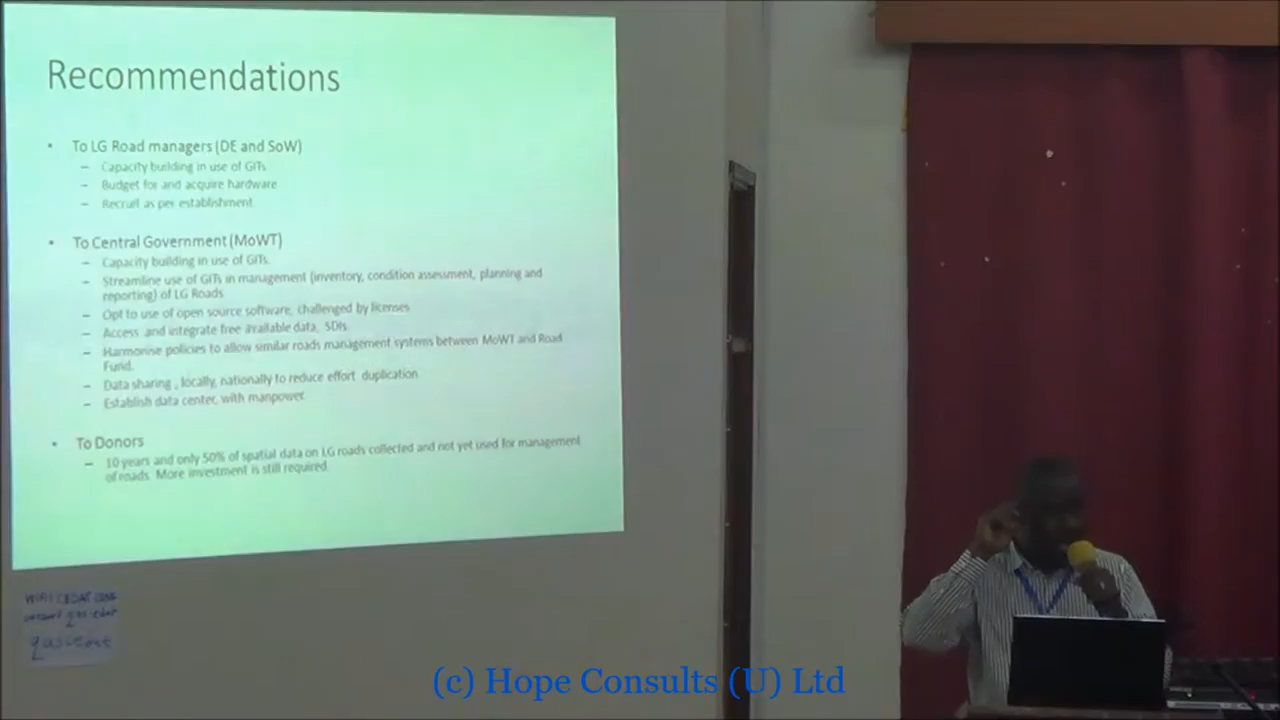 Recommendations
• To LG Road managers (DE and SoW)
– Capacity building in use of GITs
– Budget for and acquire hardware
– Recruit as per establishment
• To Central Government (MoWT)
– Capacity building in use of GITs.
– Streamline use of GITs in management (inventory, condition assessment, planning and
reporting) of LG Roads
– Opt to use of open source software, challenged by licenses
– Access and integrate free available data, SDIs
– Harmonise policies to allow similar roads management systems between MoWT and Road
Fund.
– Data sharing , locally, nationally to reduce effort duplication
– Establish data center, with manpower
• To Donors
– 10 years and only 50% of spatial data on LG roads collected and not yet used for management
of roads. More investment is still required
(c) Hope Consults (U) Ltd